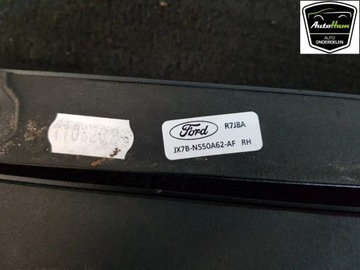 AutoHam
AUTO
ONDERDELEN
Ford
R7J8A
JX7B-N550A62-AF RH